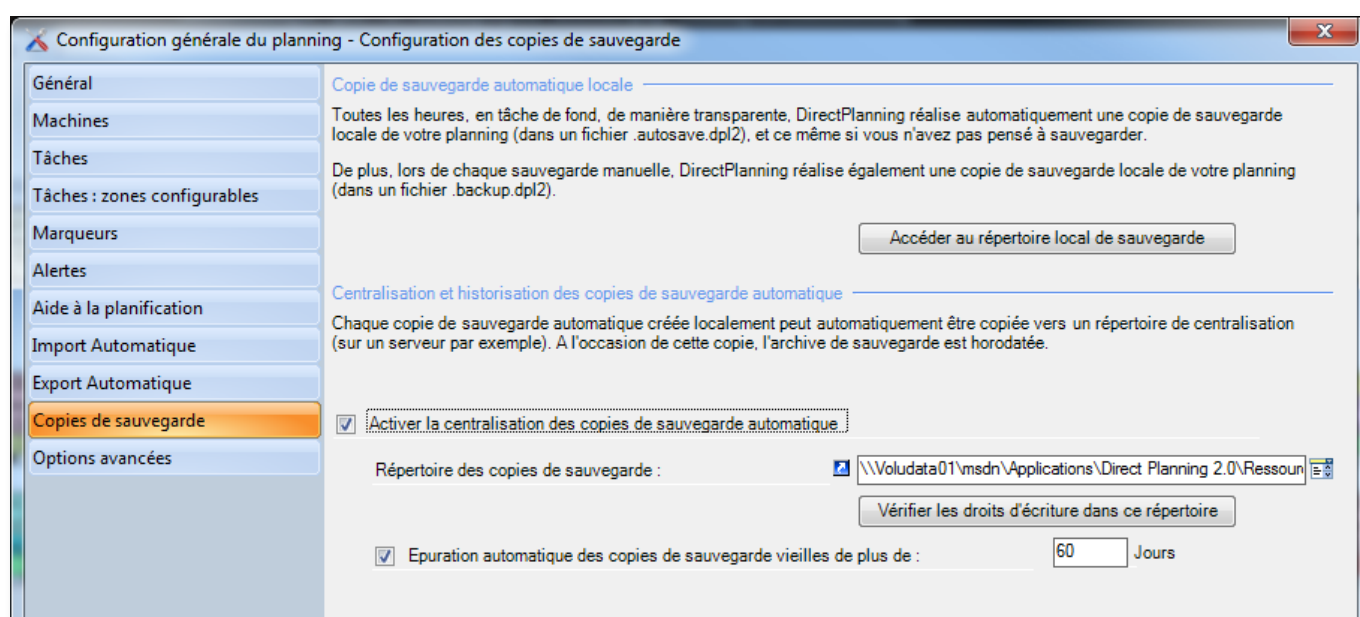 Configuration générale du planning - Configuration des copies de sauvegarde
Général
Machines
Tâches
Tâches : zones configurables
Marqueurs
Alertes
Aide à la planification
Import Automatique
Export Automatique
Copies de sauvegarde
Options avancées
Copie de sauvegarde automatique locale
Toutes les heures, en tâche de fond, de manière transparente, DirectPlanning réalise automatiquement une copie de sauvegarde
locale de votre planning (dans un fichier .autosave.dpl2), et ce même si vous n'avez pas pensé à sauvegarder.
De plus, lors de chaque sauvegarde manuelle, DirectPlanning réalise également une copie de sauvegarde locale de votre planning
(dans un fichier .backup.dpl2).
Accéder au répertoire local de sauvegarde
Centralisation et historisation des copies de sauvegarde automatique
Chaque copie de sauvegarde automatique créée localement peut automatiquement être copiée vers un répertoire de centralisation
(sur un serveur par exemple). A l'occasion de cette copie, l'archive de sauvegarde est horodatée.
Activer la centralisation des copies de sauvegarde automatique
Répertoire des copies de sauvegarde : \\Voludata01\msdn\Applications\Direct Planning 2.0\Ressoun
Vérifier les droits d'écriture dans ce répertoire
Epuration automatique des copies de sauvegarde vieilles de plus de : 60 Jours